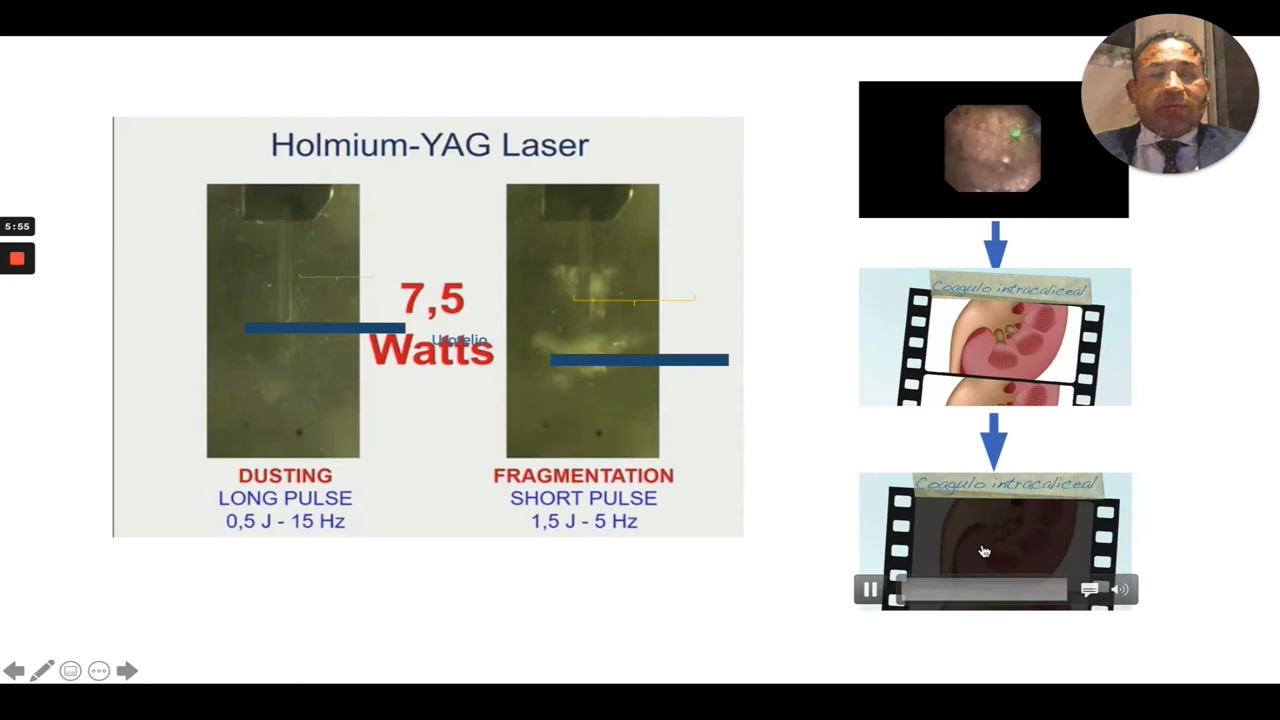 Holmium-YAG Laser
5:55
7,5
Watts
Urotelio
DUSTING
LONG PULSE
0,5 J - 15 Hz
FRAGMENTATION
SHORT PULSE
1,5 J - 5 Hz
Coagulo intracaliceal
Coagulo intracaliceal